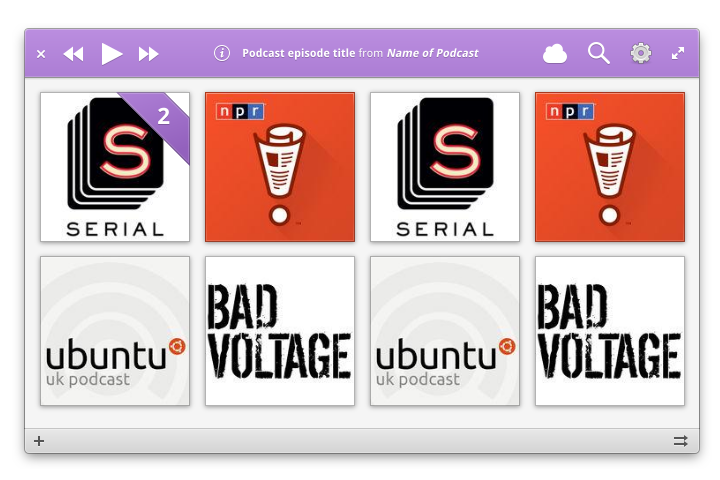 Podcast episode title from Name of Podcast
2
S
SERIAL
npr
S
SERIAL
npr
ubuntu
uk podcast
BAD
VOLTAGE
ubuntu
uk podcast
BAD
VOLTAGE